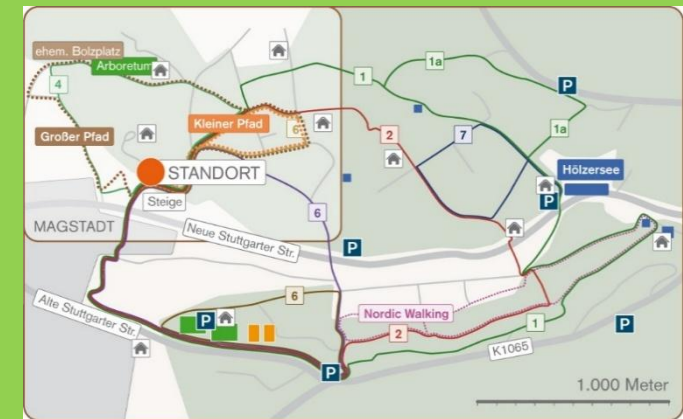 ehem. Bolzplatz
Arboretum
4
1
1a
P
Kleiner Pfad
6
Großer Pfad
2
7
1a
STANDORT
Hölzersee
Steige
P
6
MAGSTADT
Neue Stuttgarter Str.
P
6
Nordic Walking
Alte Stuttgarter Str.
P
2
1
P
K1065
P
1.000 Meter